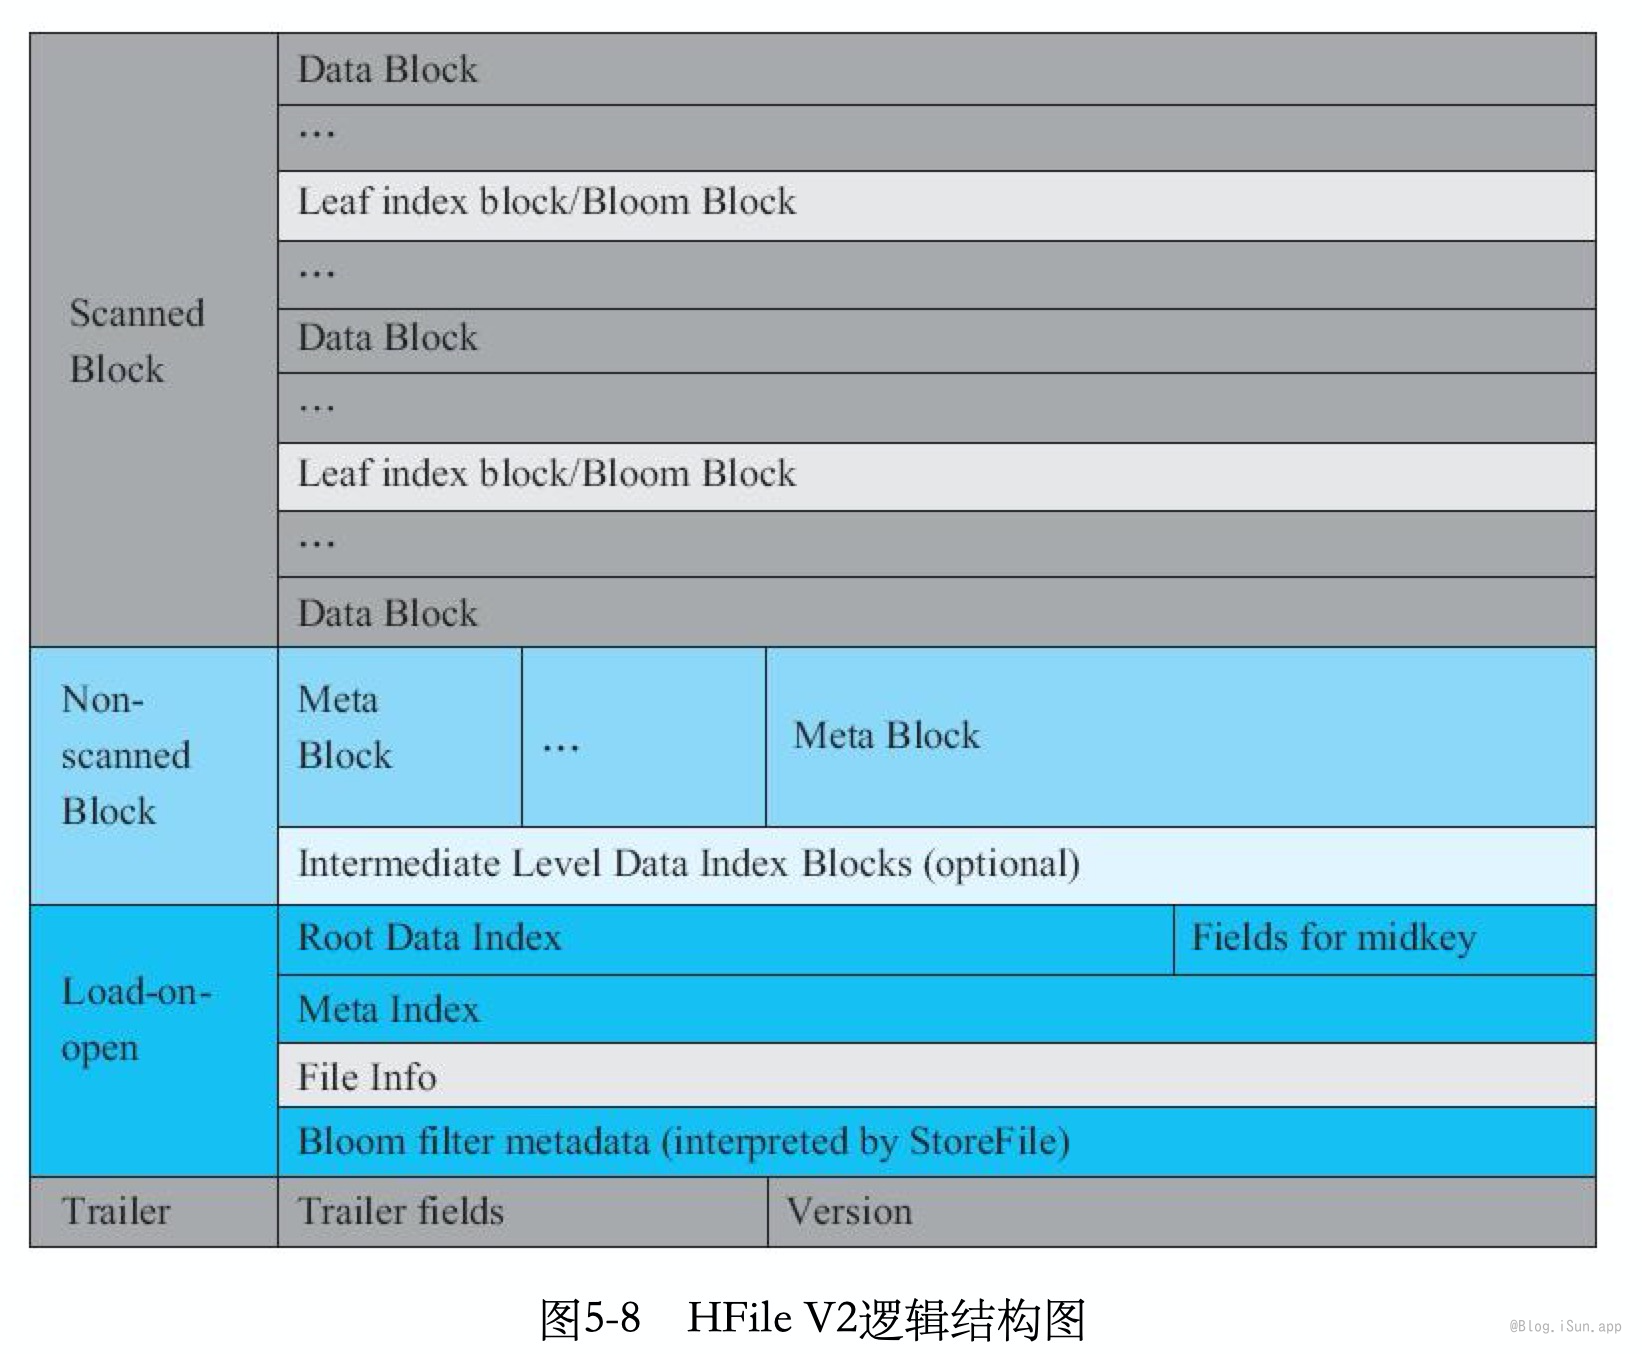 Data Block
…
Leaf index block/Bloom Block
…
Scanned
Block
Data Block
…
Leaf index block/Bloom Block
…
Data Block
Non-
scanned
Block
Meta
Block
…
Meta Block
Intermediate Level Data Index Blocks (optional)
Load-on-
open
Root Data Index
Fields for midkey
Meta Index
File Info
Bloom filter metadata (interpreted by StoreFile)
Trailer
Trailer fields
Version
图5-8 HFile V2逻辑结构图
@Blog.iSun.app